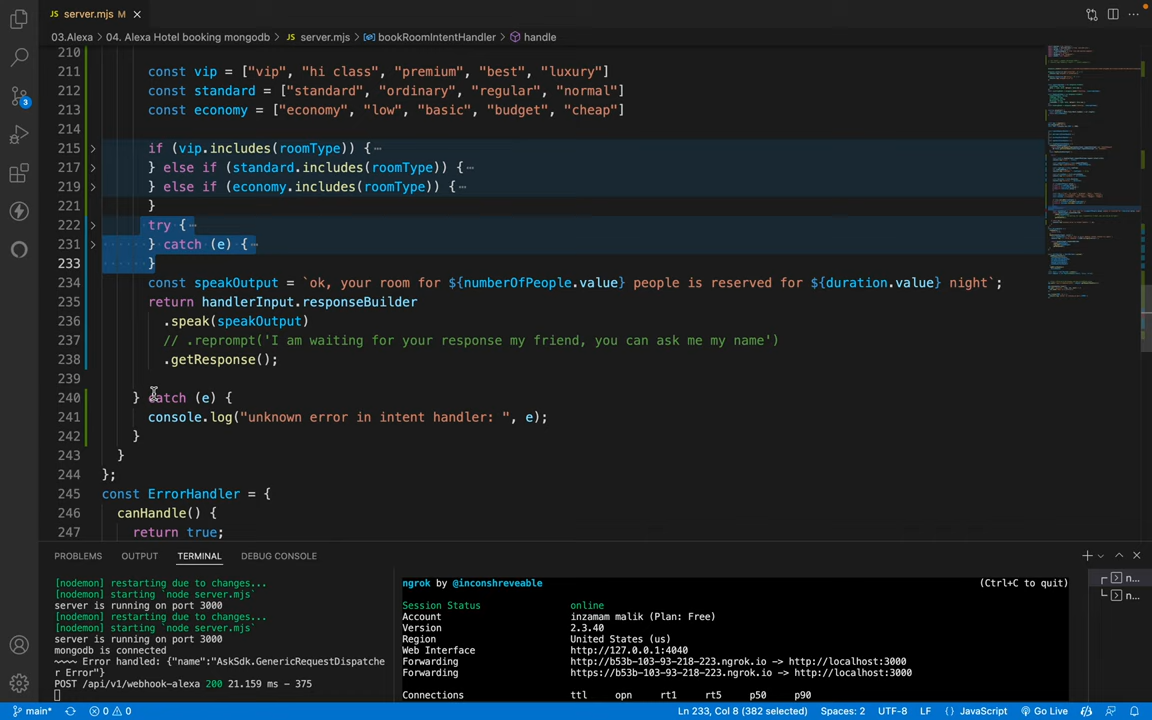 JS server.mjs M ×
03.Alexa > 04. Alexa Hotel booking mongodb > JS server.mjs > bookRoomIntentHandler > handle
210
211 const vip = ["vip", "hi class", "premium", "best", "luxury"]
212 const standard = ["standard", "ordinary", "regular", "normal"]
213 const economy = ["economy", "low", "basic", "budget", "cheap"]
214
215 if (vip.includes(roomType)) {…
217 } else if (standard.includes(roomType)) {…
219 } else if (economy.includes(roomType)) {…
221 }
222 try {…
231 } catch (e) {…
233 }
234 const speakOutput = `ok, your room for ${numberOfPeople.value} people is reserved for ${duration.value} night`;
235 return handlerInput.responseBuilder
236 .speak(speakOutput)
237 // .reprompt('I am waiting for your response my friend, you can ask me my name')
238 .getResponse();
239
240 } catch (e) {
241 console.log("unknown error in intent handler: ", e);
242 }
243 }
244 };
245 const ErrorHandler = {
246 canHandle() {
247 return true;
3
PROBLEMS OUTPUT TERMINAL DEBUG CONSOLE
[nodemon] restarting due to changes...
[nodemon] starting `node server.mjs`
server is running on port 3000
[nodemon] restarting due to changes...
[nodemon] starting `node server.mjs`
server is running on port 3000
mongodb is connected
~~~~ Error handled: {"name":"AskSdk.GenericRequestDispatche
r Error"}
POST /api/v1/webhook-alexa 200 21.159 ms - 375
ngrok by @inconshreveable (Ctrl+C to quit)
Session Status online
Account inzamam malik (Plan: Free)
Version 2.3.40
Region United States (us)
Web Interface http://127.0.0.1:4040
Forwarding http://b53b-103-93-218-223.ngrok.io -> http://localhost:3000
Forwarding https://b53b-103-93-218-223.ngrok.io -> http://localhost:3000
Connections ttl opn rt1 rt5 p50 p90
n...
n...
main* 0 0 Ln 233, Col 8 (382 selected) Spaces: 2 UTF-8 LF {} JavaScript Go Live